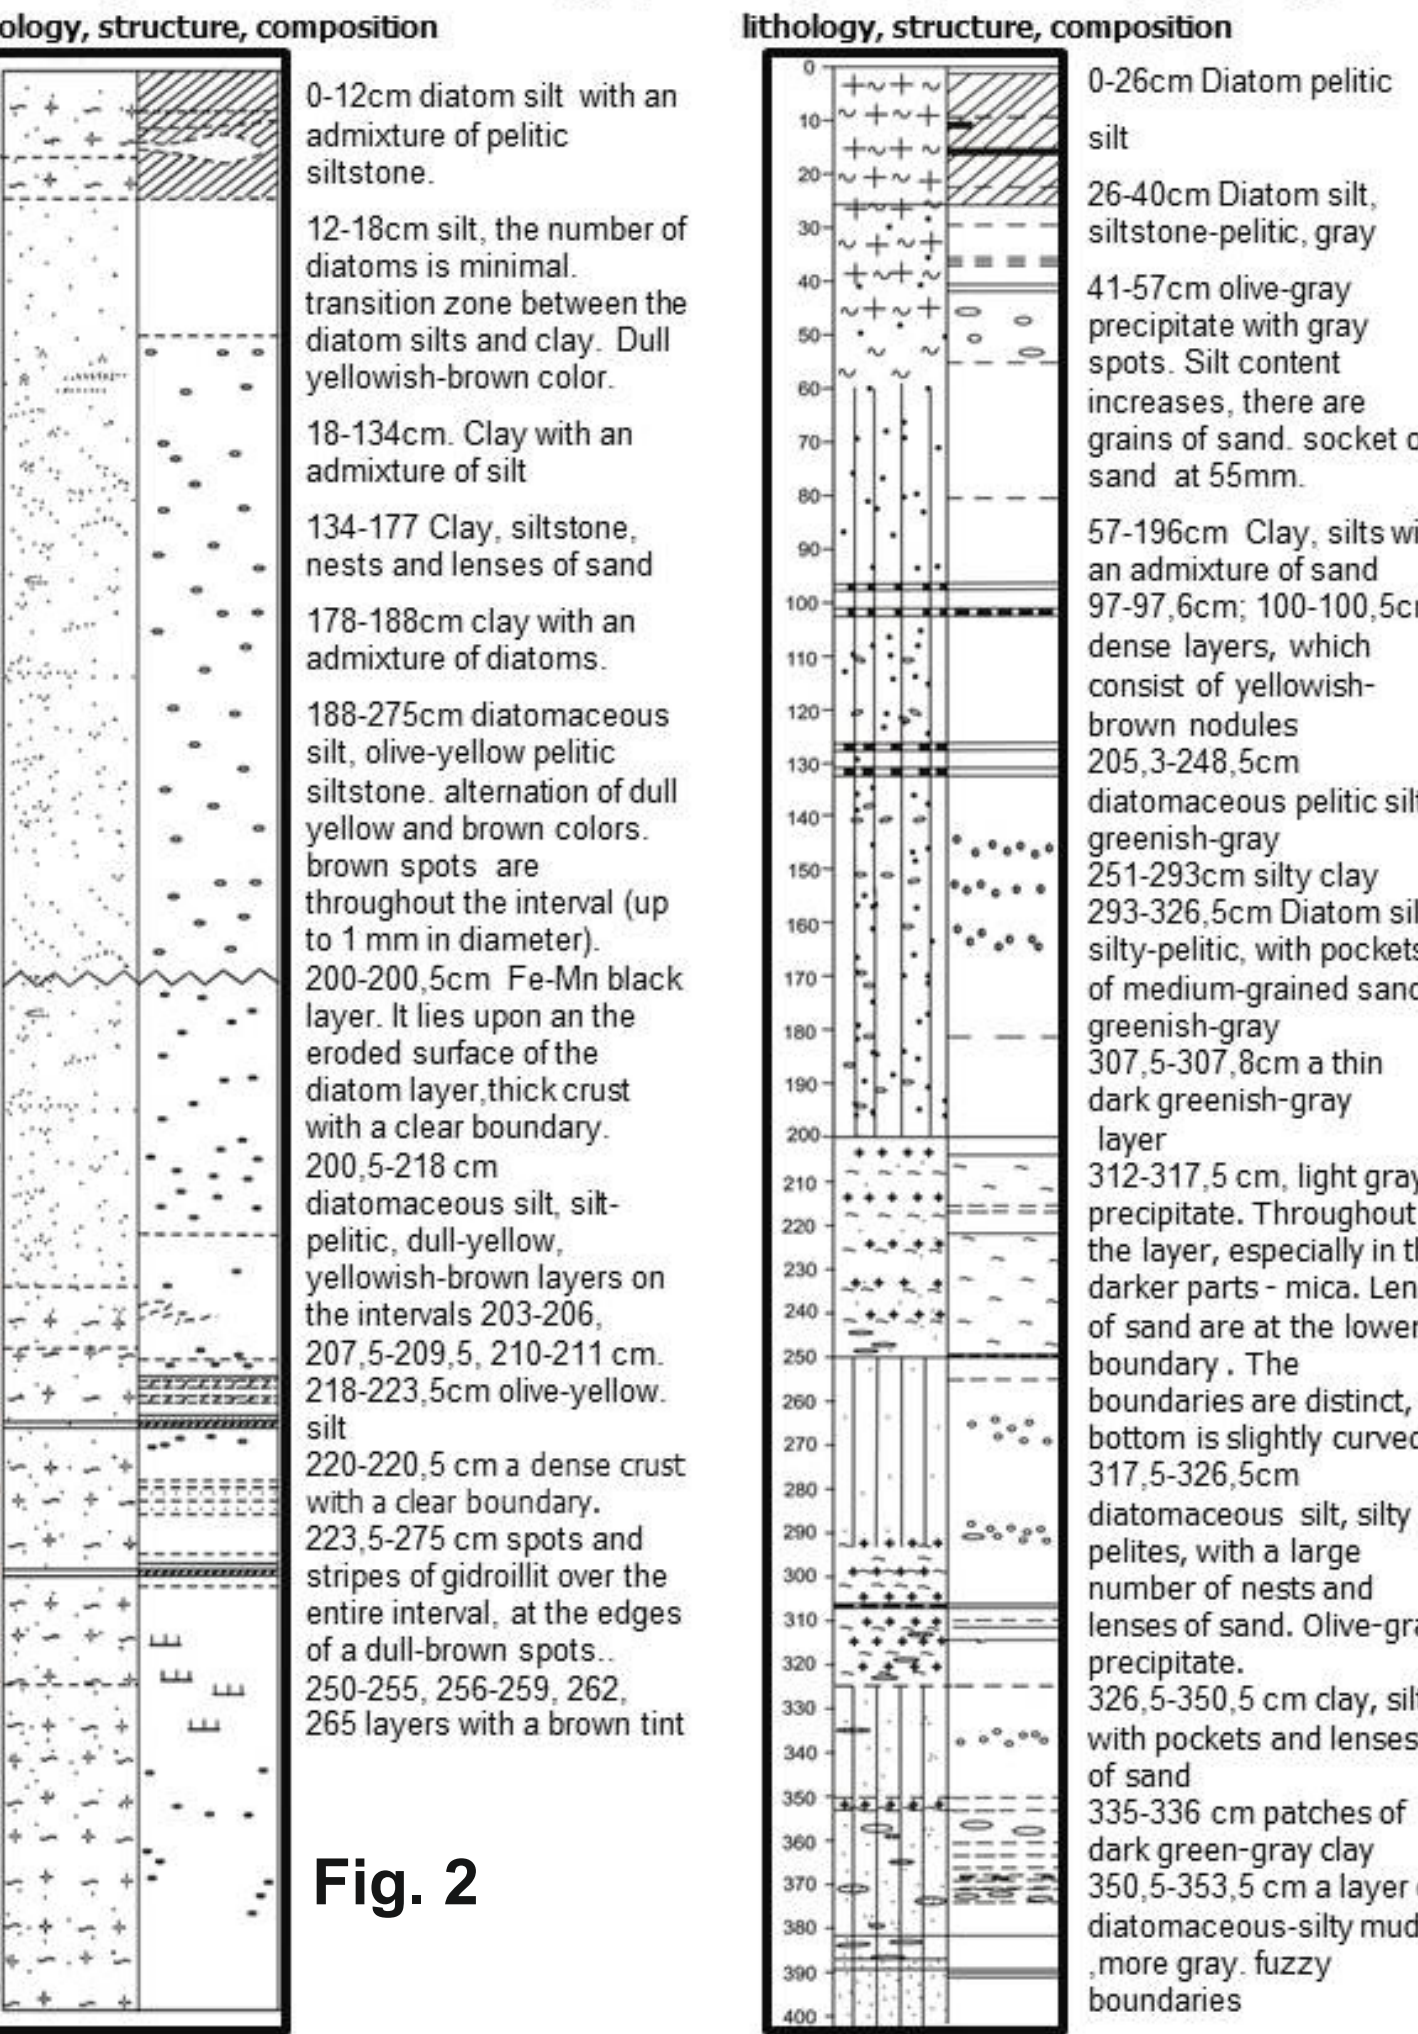 ology, structure, composition
0-12cm diatom silt with an
admixture of pelitic
siltstone.
12-18cm silt, the number of
diatoms is minimal.
transition zone between the
diatom silts and clay. Dull
yellowish-brown color.
18-134cm. Clay with an
admixture of silt
134-177 Clay, siltstone,
nests and lenses of sand
178-188cm clay with an
admixture of diatoms.
188-275cm diatomaceous
silt, olive-yellow pelitic
siltstone. alternation of dull
yellow and brown colors.
brown spots are
throughout the interval (up
to 1 mm in diameter).
200-200,5cm Fe-Mn black
layer. It lies upon an the
eroded surface of the
diatom layer,thick crust
with a clear boundary.
200,5-218 cm
diatomaceous silt, silt-
pelitic, dull-yellow,
yellowish-brown layers on
the intervals 203-206,
207,5-209,5, 210-211 cm.
218-223,5cm olive-yellow.
silt
220-220,5 cm a dense crust
with a clear boundary.
223,5-275 cm spots and
stripes of gidroillit over the
entire interval, at the edges
of a dull-brown spots..
250-255, 256-259, 262,
265 layers with a brown tint
Fig. 2
lithology, structure, composition
0
10
20
30
40
50
60
70
80
90
100
110
120
130
140
150
160
170
180
190
200
210
220
230
240
250
260
270
280
290
300
310
320
330
340
350
360
370
380
390
400
0-26cm Diatom pelitic
silt
26-40cm Diatom silt,
siltstone-pelitic, gray
41-57cm olive-gray
precipitate with gray
spots. Silt content
increases, there are
grains of sand. socket o
sand at 55mm.
57-196cm Clay, silts wi
an admixture of sand
97-97,6cm; 100-100,5c
dense layers, which
consist of yellowish-
brown nodules
205,3-248,5cm
diatomaceous pelitic silt
greenish-gray
251-293cm silty clay
293-326,5cm Diatom sil
silty-pelitic, with pockets
of medium-grained sand
greenish-gray
307,5-307,8cm a thin
dark greenish-gray
layer
312-317,5 cm, light gray
precipitate. Throughout
the layer, especially in th
darker parts - mica. Len
of sand are at the lower
boundary . The
boundaries are distinct,
bottom is slightly curved
317,5-326,5cm
diatomaceous silt, silty
pelites, with a large
number of nests and
lenses of sand. Olive-gra
precipitate.
326,5-350,5 cm clay, silt
with pockets and lenses
of sand
335-336 cm patches of
dark green-gray clay
350,5-353,5 cm a layer
diatomaceous-silty mud
,more gray. fuzzy
boundaries